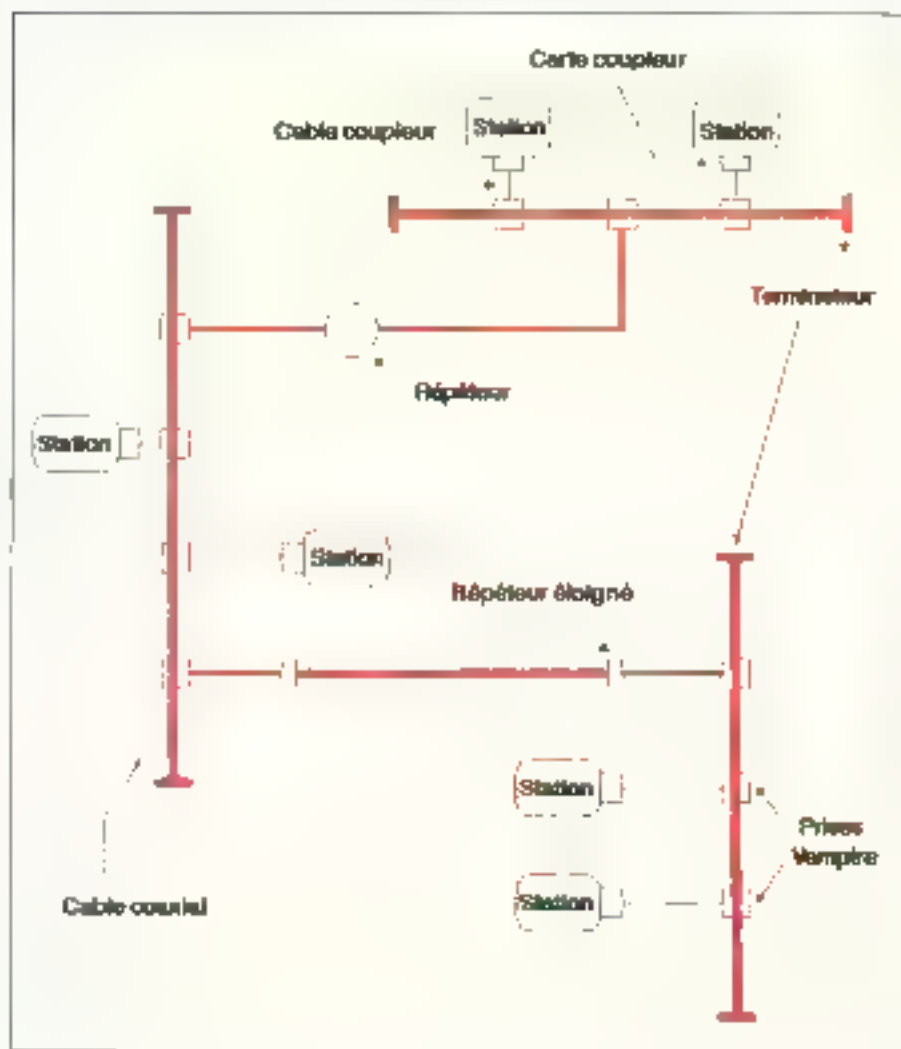 Carte coupleur
Cable coupleur
Station
Station
Terminateur
Répéteur
Station
Station
Répéteur éloigné
Station
Prises
Vampire
Station
Cable coaxial